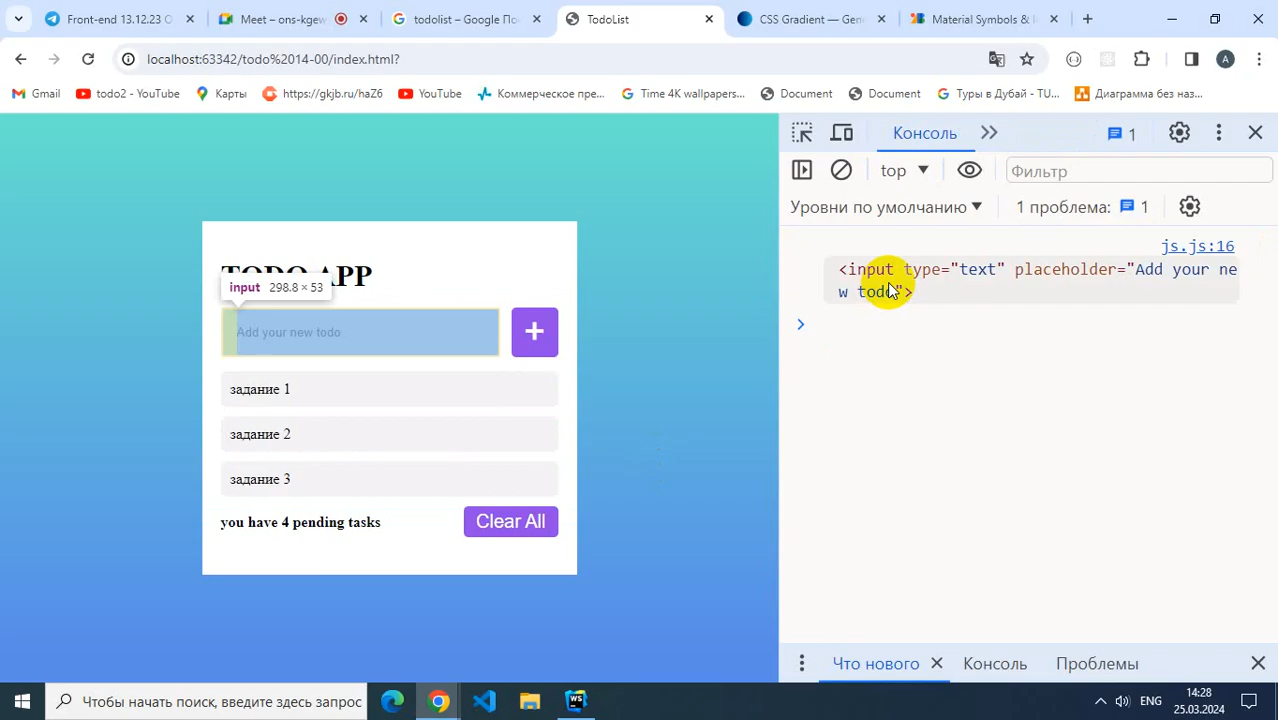 Front-end 13.12.23 О
Meet – ons-kgew
todolist – Google По
TodoList
CSS Gradient — Gen
Material Symbols & I
localhost:63342/todo%2014-00/index.html?
A
Gmail
todo2 - YouTube
Карты
https://gkjb.ru/haZ6
YouTube
Коммерческое пре...
Time 4K wallpapers...
Document
Document
Туры в Дубай - TU...
Диаграмма без наз...
Консоль
1
top
Фильтр
Уровни по умолчанию
1 проблема:
1
js.js:16
<input type="text" placeholder="Add your ne
w todo">
TODO APP
input 298.8 × 53
Add your new todo
+
задание 1
задание 2
задание 3
you have 4 pending tasks
Clear All
Что нового
Консоль
Проблемы
Чтобы начать поиск, введите здесь запрос
WS
ENG
14:28
25.03.2024